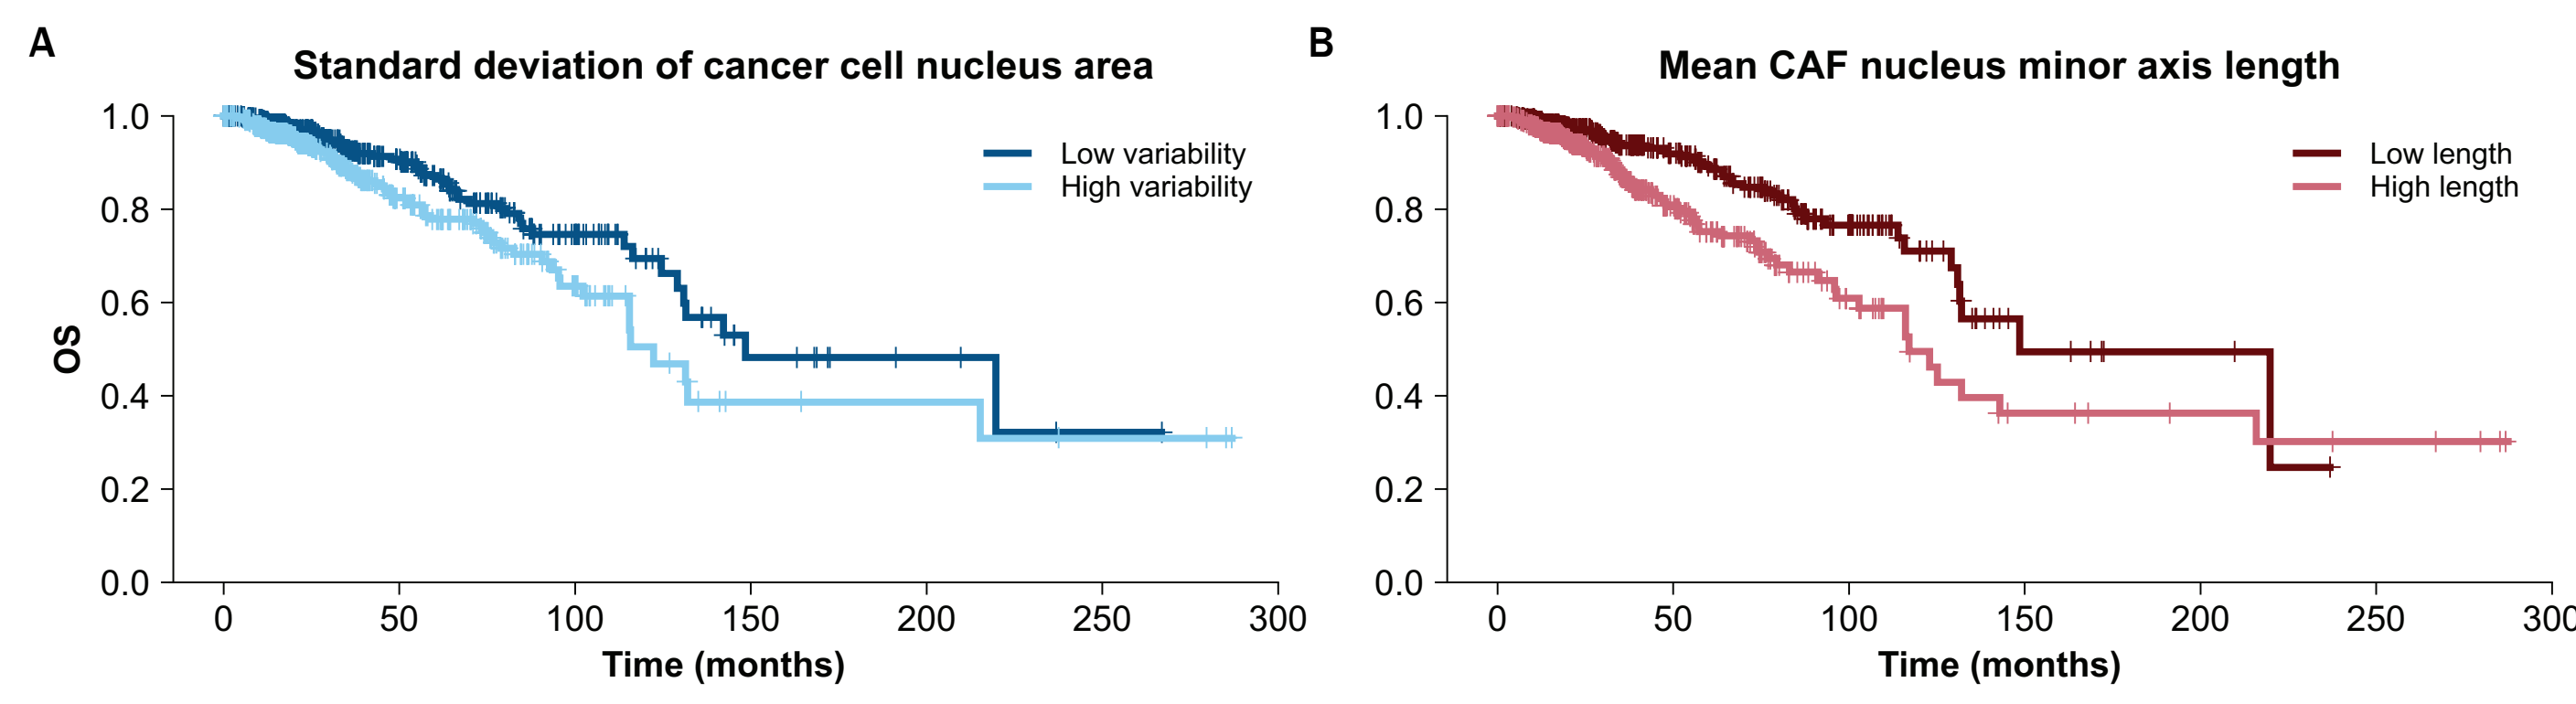 A
Standard deviation of cancer cell nucleus area
1.0
0.8
0.6
0.4
0.2
0.0
OS
Low variability
High variability
0 50 100 150 200 250 300
Time (months)
B
Mean CAF nucleus minor axis length
1.0
0.8
0.6
0.4
0.2
0.0
Low length
High length
0 50 100 150 200 250 300
Time (months)